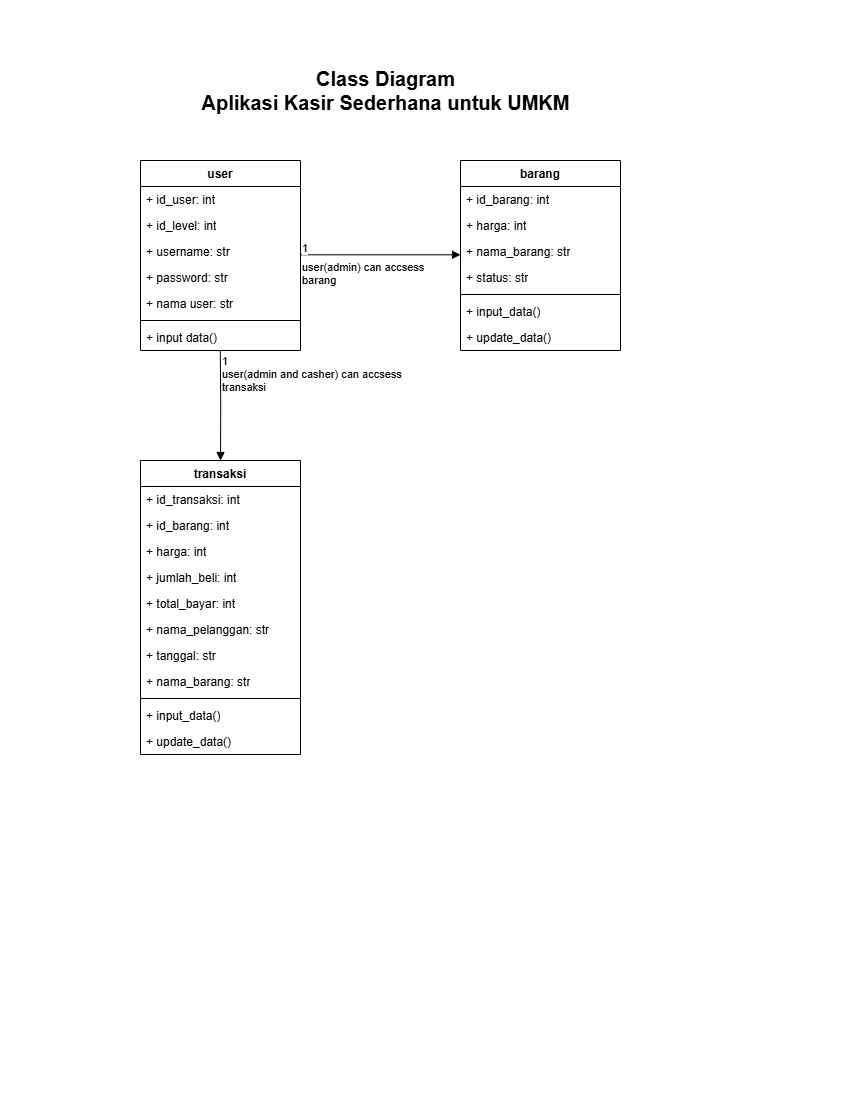 Class Diagram
Aplikasi Kasir Sederhana untuk UMKM
user
+ id_user: int
+ id_level: int
+ username: str
+ password: str
+ nama user: str
+ input data()
1
user(admin) can accsess
barang
barang
+ id_barang: int
+ harga: int
+ nama_barang: str
+ status: str
+ input_data()
+ update_data()
1
user(admin and casher) can accsess
transaksi
transaksi
+ id_transaksi: int
+ id_barang: int
+ harga: int
+ jumlah_beli: int
+ total_bayar: int
+ nama_pelanggan: str
+ tanggal: str
+ nama_barang: str
+ input_data()
+ update_data()